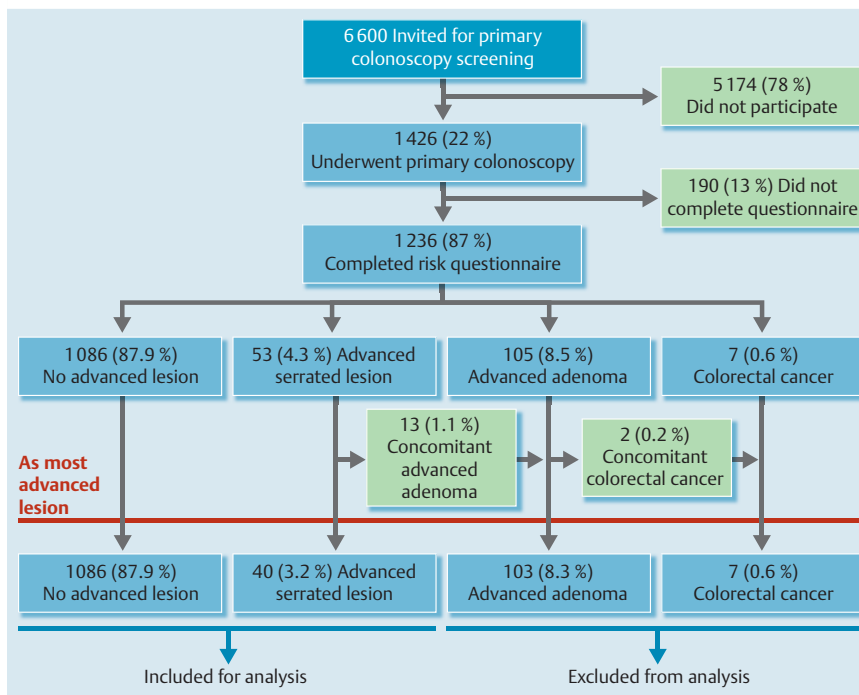 6 600 Invited for primary
colonoscopy screening
5 174 (78 %)
Did not participate
1 426 (22 %)
Underwent primary colonoscopy
190 (13 %) Did not
complete questionnaire
1 236 (87 %)
Completed risk questionnaire
1 086 (87.9 %)
No advanced lesion
53 (4.3 %) Advanced
serrated lesion
105 (8.5 %)
Advanced adenoma
7 (0.6 %)
Colorectal cancer
13 (1.1 %)
Concomitant
advanced
adenoma
2 (0.2 %)
Concomitant
colorectal cancer
As most
advanced
lesion
1086 (87.9 %)
No advanced lesion
40 (3.2 %) Advanced
serrated lesion
103 (8.3 %)
Advanced adenoma
7 (0.6 %)
Colorectal cancer
Included for analysis
Excluded from analysis